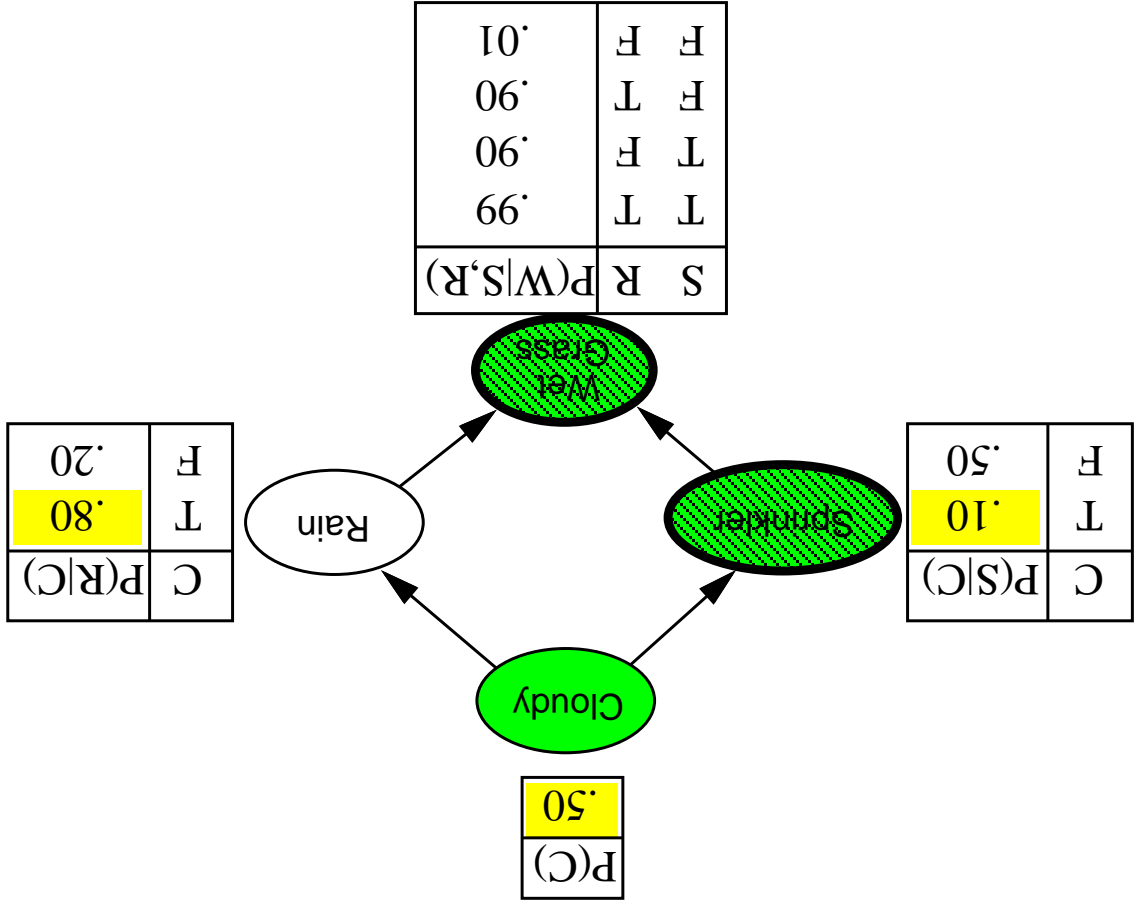 P(C)
.50
Cloudy
C P(S|C)
T .10
F .50
Sprinkler
Rain
C P(R|C)
T .80
F .20
Wet
Grass
S R P(W|S,R)
T T .99
T F .90
F T .90
F F .01